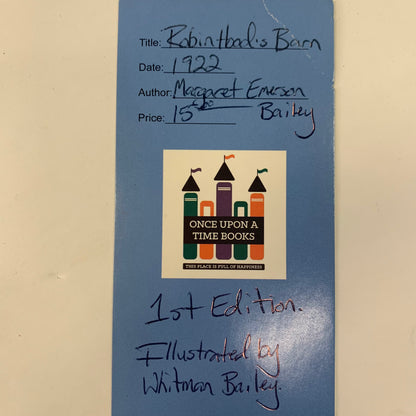 Title: Robinhood's Barn
Date: 1922
Author: Margaret Emerson
Bailey
Price: 15.00
ONCE UPON A
TIME BOOKS
THIS PLACE IS FULL OF HAPPINESS
1st Edition.
Illustrated by
Whitman Bailey.